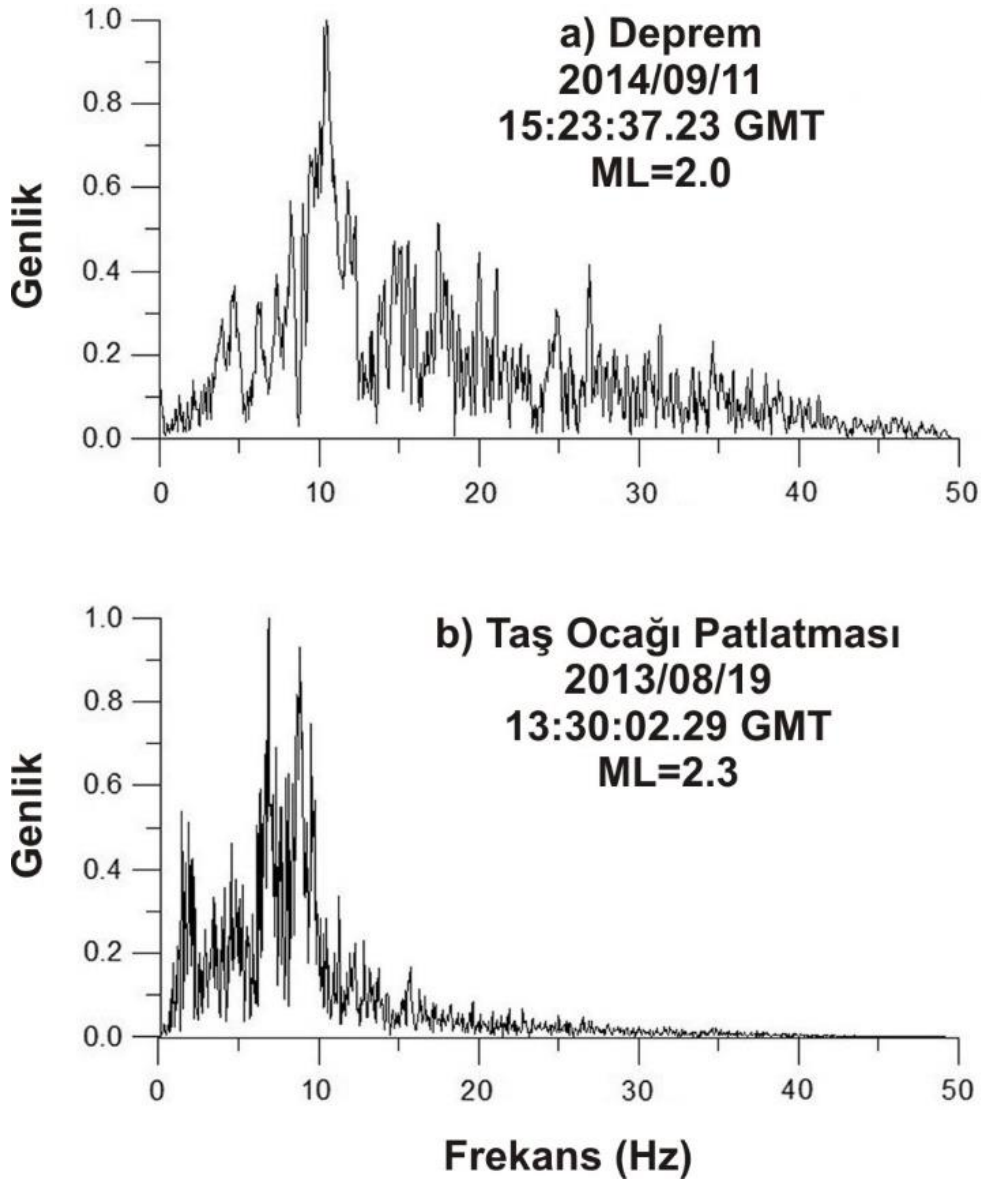 a) Deprem
2014/09/11
15:23:37.23 GMT
ML=2.0
Genlik
1.0
0.8
0.6
0.4
0.2
0.0
0 10 20 30 40 50
b) Taş Ocağı Patlatması
2013/08/19
13:30:02.29 GMT
ML=2.3
Genlik
1.0
0.8
0.6
0.4
0.2
0.0
0 10 20 30 40 50
Frekans (Hz)